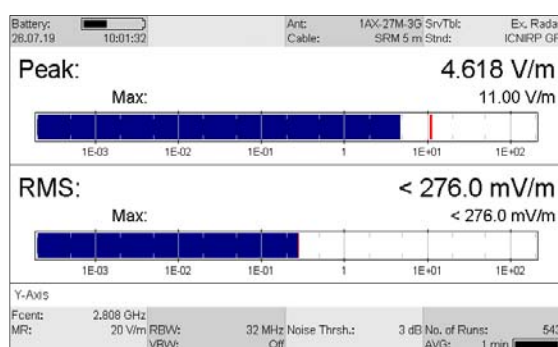 Battery: Ant: 1AX-27M-3G SrvTbl: Ex. Rada
26.07.19 10:01:32 Cable: SRM 5 m Stnd: ICNIRP GP
Peak: 4.618 V/m
Max: 11.00 V/m
1E-03 1E-02 1E-01 1 1E+01 1E+02
RMS: < 276.0 mV/m
Max: < 276.0 mV/m
1E-03 1E-02 1E-01 1 1E+01 1E+02
Y-Axis
Fcent: 2.808 GHz
MR: 20 V/m RBW: 32 MHz Noise Thrsh.: 3 dB No. of Runs: 543
VBW: Off AVG: 1 min